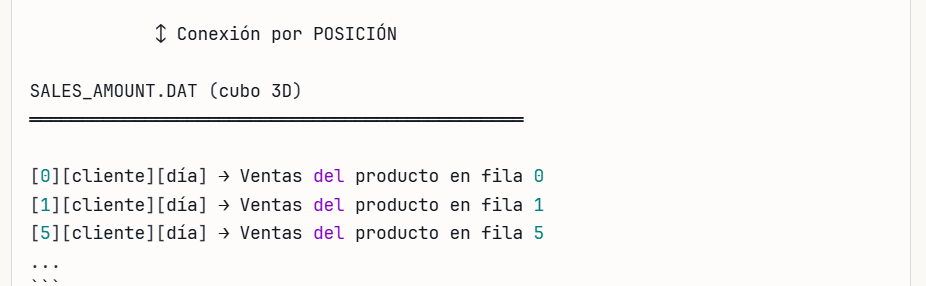 ↕ Conexión por POSICIÓN
SALES_AMOUNT.DAT (cubo 3D)
═══════════════════════════════════════════════
[0][cliente][día] → Ventas del producto en fila 0
[1][cliente][día] → Ventas del producto en fila 1
[5][cliente][día] → Ventas del producto en fila 5
...
```